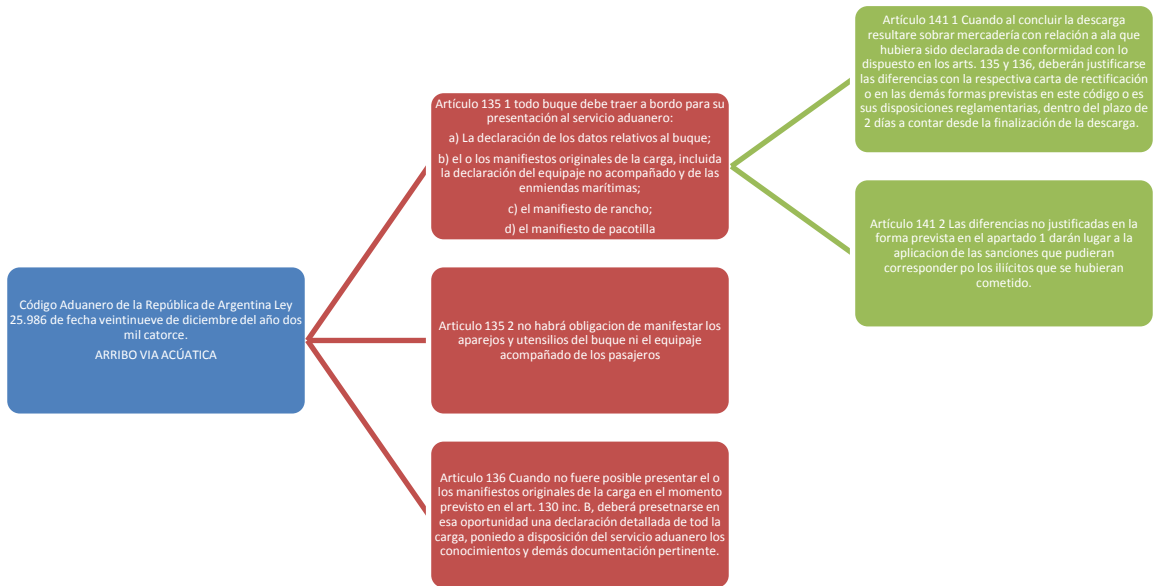 Código Aduanero de la República de Argentina Ley
25.986 de fecha veintinueve de diciembre del año dos
mil catorce.
ARRIBO VIA ACÚATICA
Artículo 135 1 todo buque debe traer a bordo para su
presentación al servicio aduanero:
a) La declaración de los datos relativos al buque;
b) el o los manifiestos originales de la carga, incluida
la declaración del equipaje no acompañado y de las
enmiendas marítimas;
c) el manifiesto de rancho;
d) el manifiesto de pacotilla
Artículo 141 1 Cuando al concluir la descarga
resultare sobrar mercadería con relación a ala que
hubiera sido declarada de conformidad con lo
dispuesto en los arts. 135 y 136, deberán justificarse
las diferencias con la respectiva carta de rectificación
o en las demás formas previstas en este código o es
sus disposiciones reglamentarias, dentro del plazo de
2 días a contar desde la finalización de la descarga.
Artículo 141 2 Las diferencias no justificadas en la
forma prevista en el apartado 1 darán lugar a la
aplicacion de las sanciones que pudieran
corresponder po los iliícitos que se hubieran
cometido.
Articulo 135 2 no habrá obligacion de manifestar los
aparejos y utensilios del buque ni el equipaje
acompañado de los pasajeros
Articulo 136 Cuando no fuere posible presentar el o
los manifiestos originales de la carga en el momento
previsto en el art. 130 inc. B, deberá presetnarse en
esa oportunidad una declaración detallada de tod la
carga, poniedo a disposición del servicio aduanero los
conocimientos y demás documentación pertinente.